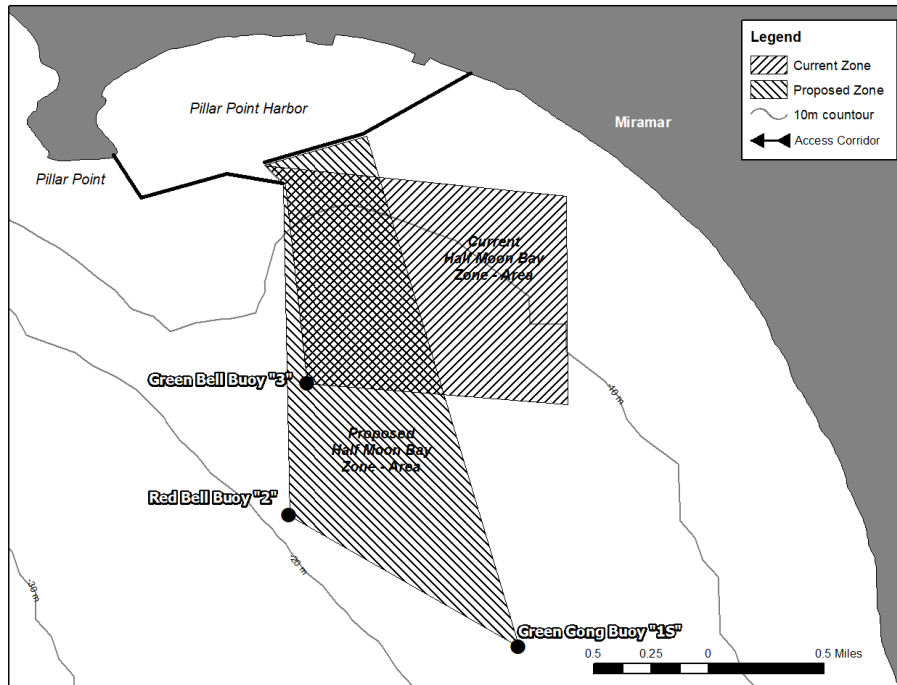 Legend
Current Zone
Proposed Zone
10m countour
Access Corridor
Pillar Point Harbor
Miramar
Pillar Point
Current
Half Moon Bay
Zone - Area
Green Bell Buoy "3"
-10 m
Proposed
Half Moon Bay
Zone - Area
Red Bell Buoy "2"
-20 m
-30 m
Green Gong Buoy "1S"
0.5 0.25 0 0.5 Miles